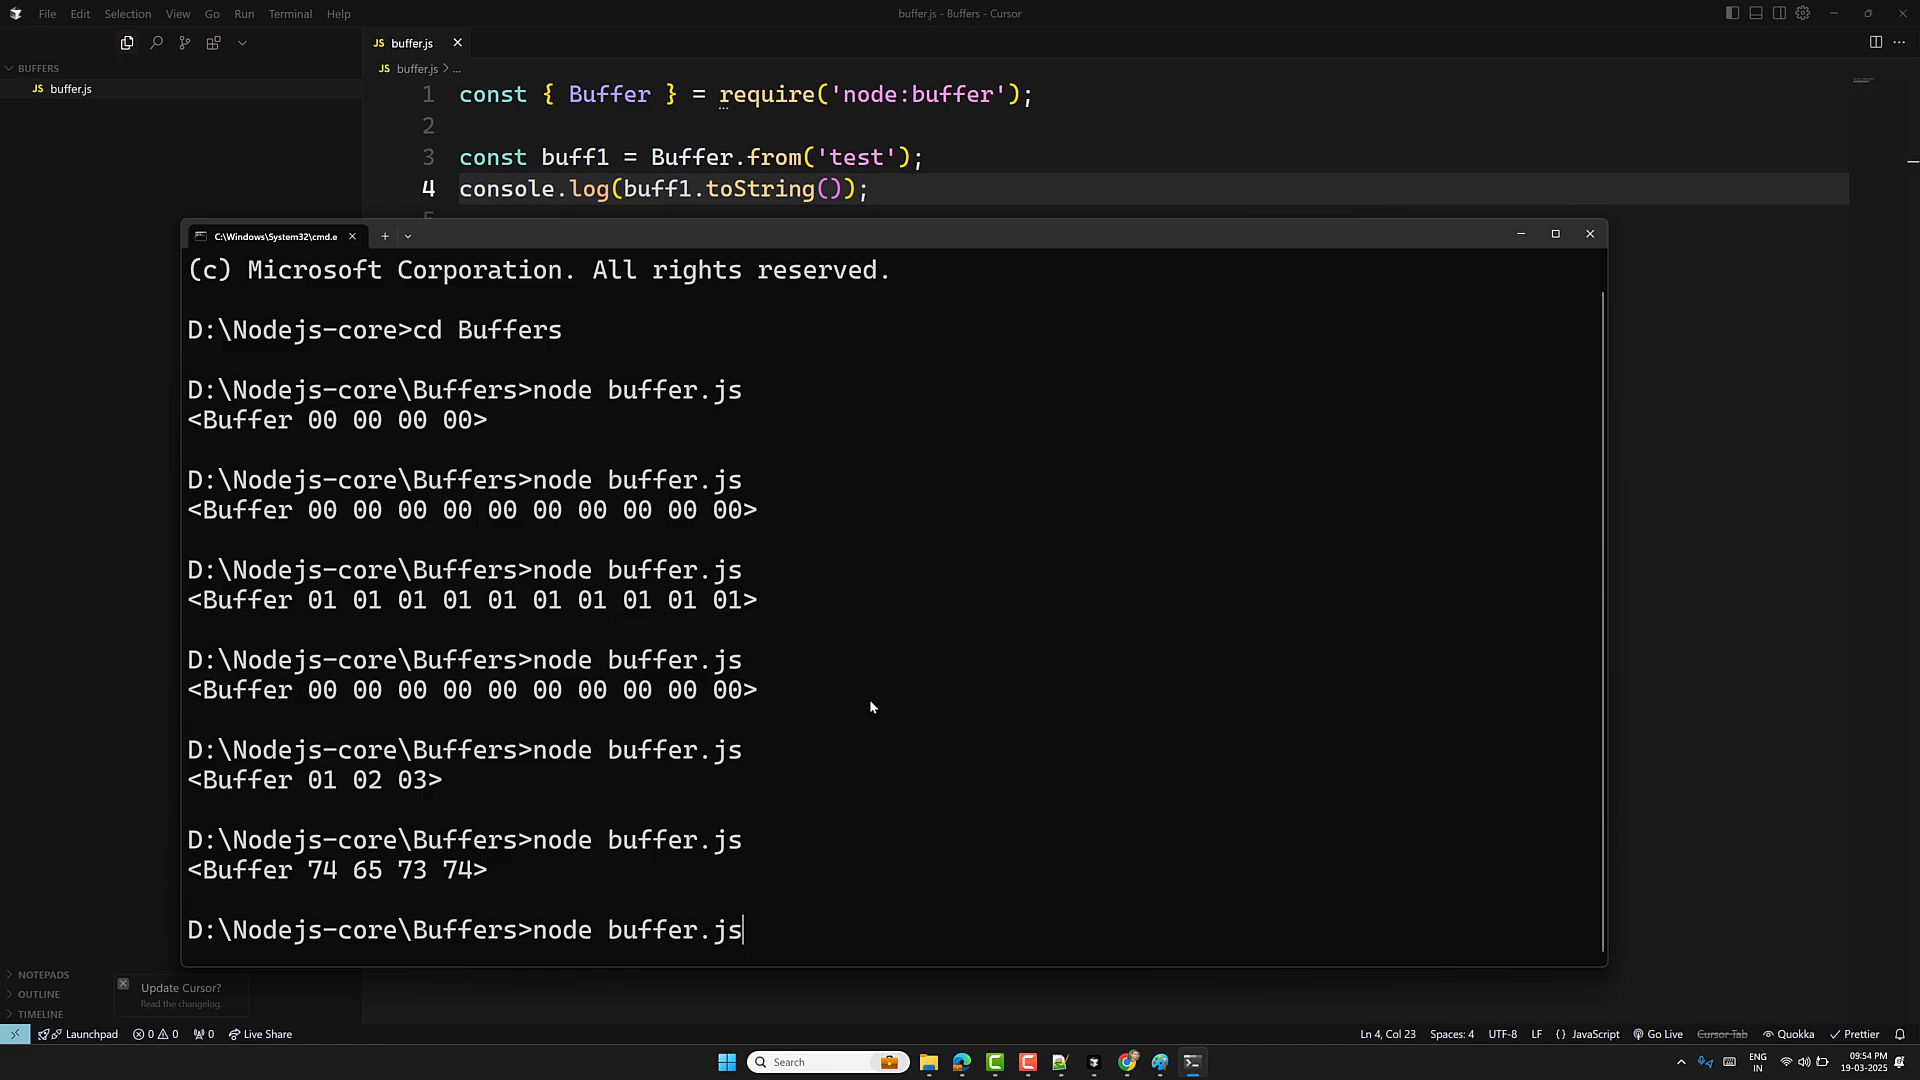 File Edit Selection View Go Run Terminal Help
buffer.js - Buffers - Cursor
BUFFERS
JS buffer.js
JS buffer.js
JS buffer.js > ...
1 const { Buffer } = require('node:buffer');
2
3 const buff1 = Buffer.from('test');
4 console.log(buff1.toString());
C:\Windows\System32\cmd.e
(c) Microsoft Corporation. All rights reserved.
D:\Nodejs-core>cd Buffers
D:\Nodejs-core\Buffers>node buffer.js
<Buffer 00 00 00 00>
D:\Nodejs-core\Buffers>node buffer.js
<Buffer 00 00 00 00 00 00 00 00 00 00>
D:\Nodejs-core\Buffers>node buffer.js
<Buffer 01 01 01 01 01 01 01 01 01 01>
D:\Nodejs-core\Buffers>node buffer.js
<Buffer 00 00 00 00 00 00 00 00 00 00>
D:\Nodejs-core\Buffers>node buffer.js
<Buffer 01 02 03>
D:\Nodejs-core\Buffers>node buffer.js
<Buffer 74 65 73 74>
D:\Nodejs-core\Buffers>node buffer.js
NOTEPADS
OUTLINE
TIMELINE
Update Cursor?
Read the changelog.
Launchpad 0 0 0 Live Share
Ln 4, Col 23 Spaces: 4 UTF-8 LF {} JavaScript Go Live Cursor Tab Quokka Prettier
Search
ENG
IN
09:54 PM
19-03-2025